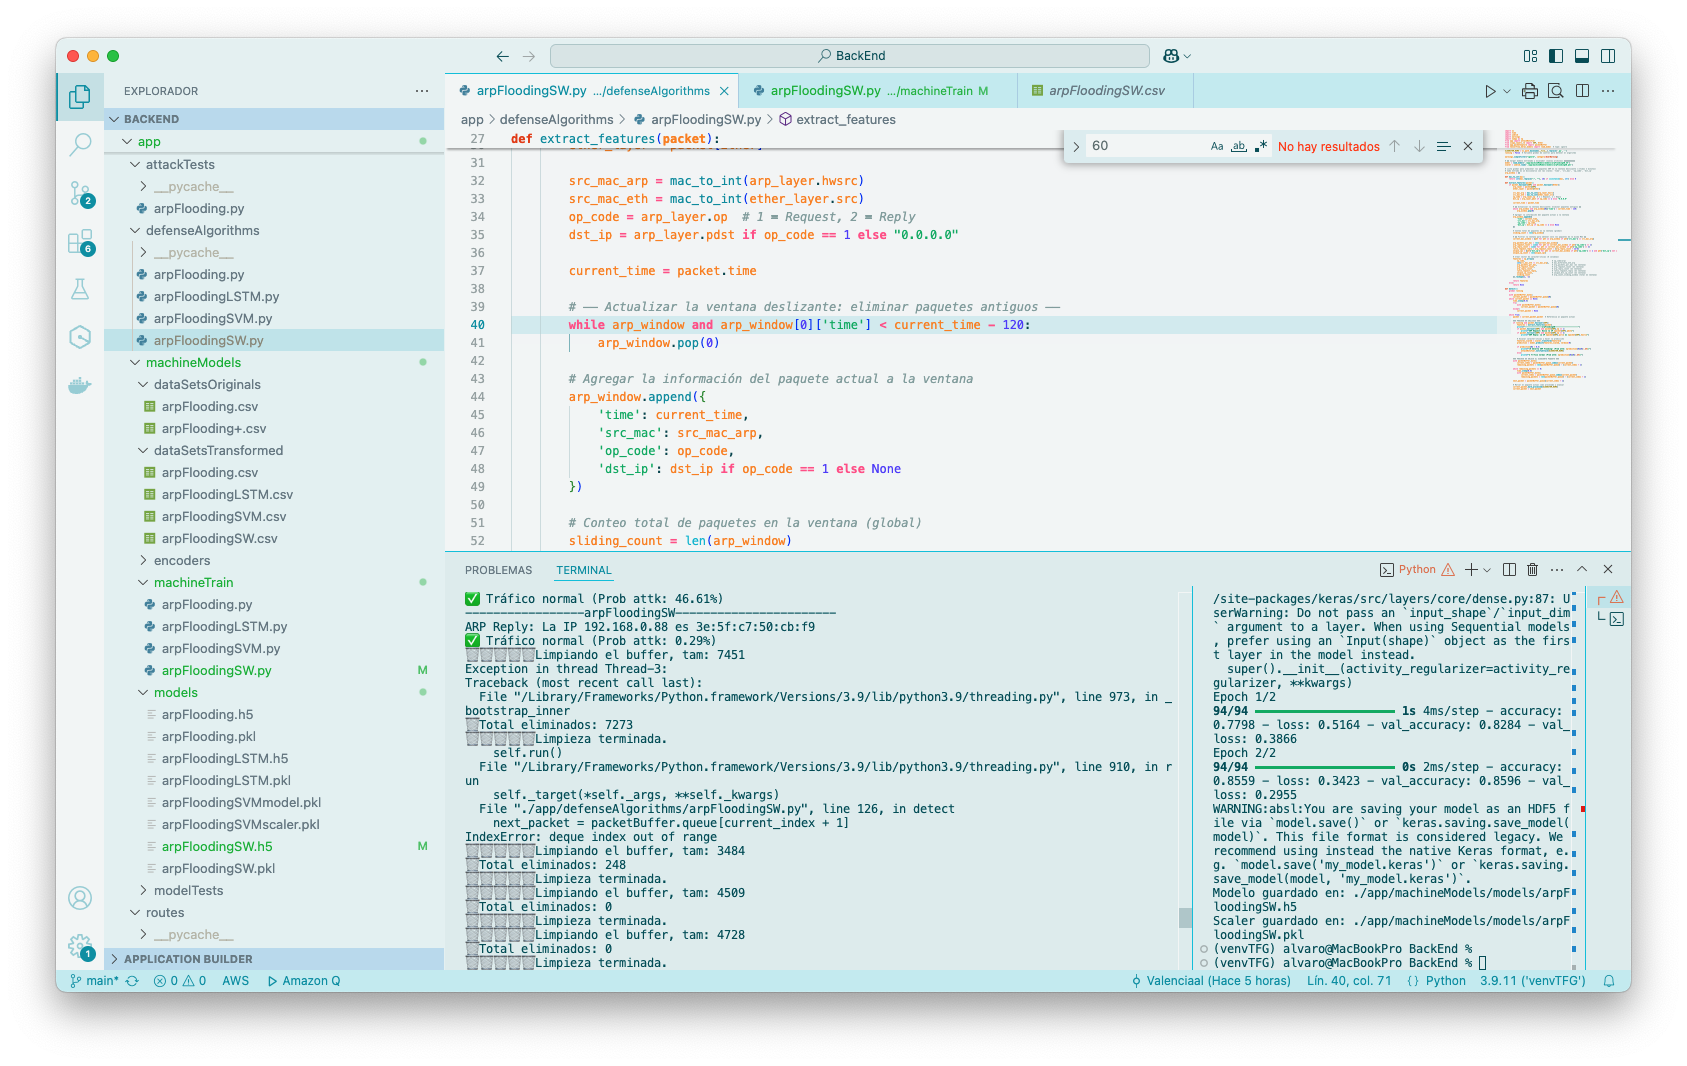 BackEnd
EXPLORADOR
BACKEND
app
attackTests
__pycache__
arpFlooding.py
defenseAlgorithms
__pycache__
arpFlooding.py
arpFloodingLSTM.py
arpFloodingSVM.py
arpFloodingSW.py
machineModels
dataSetsOriginals
arpFlooding.csv
arpFlooding+.csv
dataSetsTransformed
arpFlooding.csv
arpFloodingLSTM.csv
arpFloodingSVM.csv
arpFloodingSW.csv
encoders
machineTrain
arpFlooding.py
arpFloodingLSTM.py
arpFloodingSVM.py
arpFloodingSW.py M
models
arpFlooding.h5
arpFlooding.pkl
arpFloodingLSTM.h5
arpFloodingLSTM.pkl
arpFloodingSVMmodel.pkl
arpFloodingSVMscaler.pkl
arpFloodingSW.h5 M
arpFloodingSW.pkl
modelTests
routes
__pycache__
APPLICATION BUILDER
2
6
1
arpFloodingSW.py .../defenseAlgorithms
arpFloodingSW.py .../machineTrain M
arpFloodingSW.csv
app > defenseAlgorithms > arpFloodingSW.py > extract_features
60 Aa ab .* No hay resultados
27 def extract_features(packet):
31
32 src_mac_arp = mac_to_int(arp_layer.hwsrc)
33 src_mac_eth = mac_to_int(ether_layer.src)
34 op_code = arp_layer.op # 1 = Request, 2 = Reply
35 dst_ip = arp_layer.pdst if op_code == 1 else "0.0.0.0"
36
37 current_time = packet.time
38
39 # —— Actualizar la ventana deslizante: eliminar paquetes antiguos ——
40 while arp_window and arp_window[0]['time'] < current_time - 120:
41 arp_window.pop(0)
42
43 # Agregar la información del paquete actual a la ventana
44 arp_window.append({
45 'time': current_time,
46 'src_mac': src_mac_arp,
47 'op_code': op_code,
48 'dst_ip': dst_ip if op_code == 1 else None
49 })
50
51 # Conteo total de paquetes en la ventana (global)
52 sliding_count = len(arp_window)
PROBLEMAS TERMINAL
Python
✅ Tráfico normal (Prob attk: 46.61%)
-----------------arpFloodingSW-----------------------
ARP Reply: La IP 192.168.0.88 es 3e:5f:c7:50:cb:f9
✅ Tráfico normal (Prob attk: 0.29%)
🗑️🗑️🗑️🗑️🗑️Limpiando el buffer, tam: 7451
Exception in thread Thread-3:
Traceback (most recent call last):
File "/Library/Frameworks/Python.framework/Versions/3.9/lib/python3.9/threading.py", line 973, in _
bootstrap_inner
🗑️Total eliminados: 7273
🗑️🗑️🗑️🗑️🗑️Limpieza terminada.
self.run()
File "/Library/Frameworks/Python.framework/Versions/3.9/lib/python3.9/threading.py", line 910, in r
un
self._target(*self._args, **self._kwargs)
File "./app/defenseAlgorithms/arpFloodingSW.py", line 126, in detect
next_packet = packetBuffer.queue[current_index + 1]
IndexError: deque index out of range
🗑️🗑️🗑️🗑️🗑️Limpiando el buffer, tam: 3484
🗑️Total eliminados: 248
🗑️🗑️🗑️🗑️🗑️Limpieza terminada.
🗑️🗑️🗑️🗑️🗑️Limpiando el buffer, tam: 4509
🗑️Total eliminados: 0
🗑️🗑️🗑️🗑️🗑️Limpieza terminada.
🗑️🗑️🗑️🗑️🗑️Limpiando el buffer, tam: 4728
🗑️Total eliminados: 0
🗑️🗑️🗑️🗑️🗑️Limpieza terminada.
/site-packages/keras/src/layers/core/dense.py:87: U
serWarning: Do not pass an `input_shape`/`input_dim
` argument to a layer. When using Sequential models
, prefer using an `Input(shape)` object as the firs
t layer in the model instead.
super().__init__(activity_regularizer=activity_re
gularizer, **kwargs)
Epoch 1/2
94/94 ━━━━━━━━━━━━━━━━━━━━ 1s 4ms/step - accuracy:
0.7798 - loss: 0.5164 - val_accuracy: 0.8284 - val_
loss: 0.3866
Epoch 2/2
94/94 ━━━━━━━━━━━━━━━━━━━━ 0s 2ms/step - accuracy:
0.8559 - loss: 0.3423 - val_accuracy: 0.8596 - val_
loss: 0.2955
WARNING:absl:You are saving your model as an HDF5 f
ile via `model.save()` or `keras.saving.save_model(
model)`. This file format is considered legacy. We
recommend using instead the native Keras format, e.
g. `model.save('my_model.keras')` or `keras.saving.
save_model(model, 'my_model.keras')`.
Modelo guardado en: ./app/machineModels/models/arpF
loodingSW.h5
Scaler guardado en: ./app/machineModels/models/arpF
loodingSW.pkl
(venvTFG) alvaro@MacBookPro BackEnd %
(venvTFG) alvaro@MacBookPro BackEnd %
main* 0 0 AWS Amazon Q
Valenciaal (Hace 5 horas) Lín. 40, col. 71 {} Python 3.9.11 ('venvTFG')